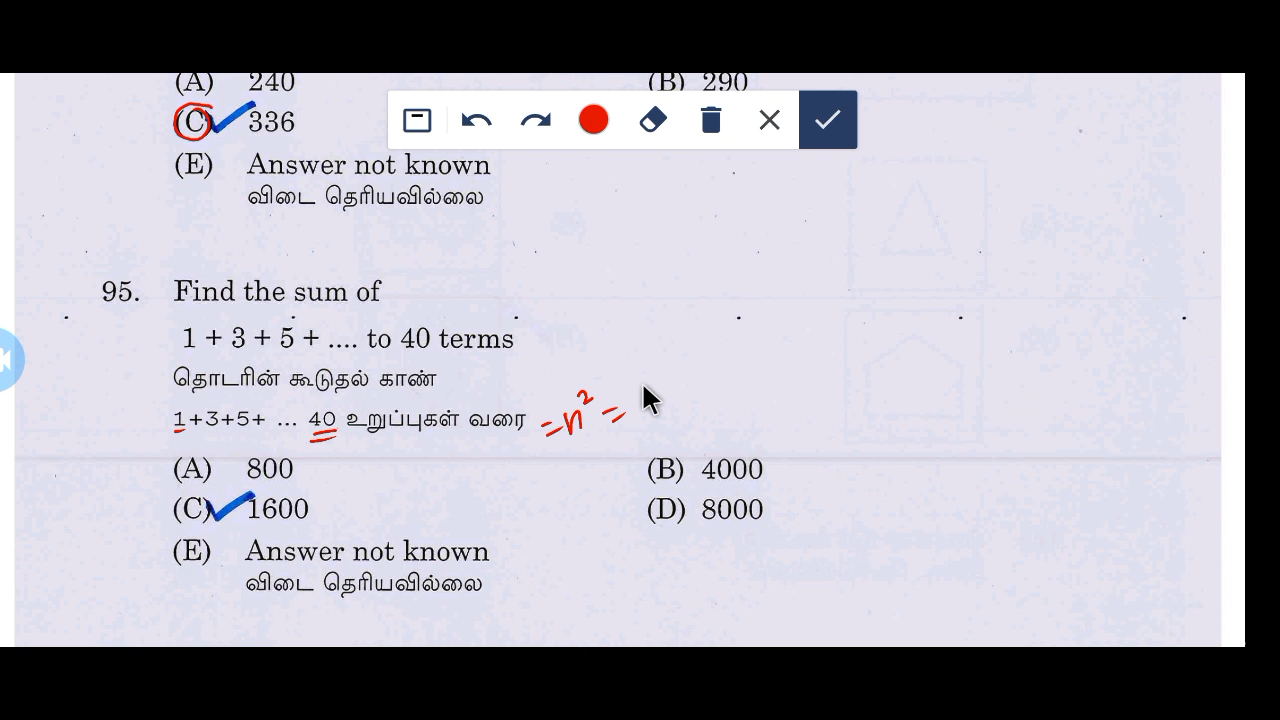 (A) 240 (B) 290
(C) 336
(E) Answer not known
விடை தெரியவில்லை
95. Find the sum of
1 + 3 + 5 + .... to 40 terms
தொடரின் கூடுதல் காண்
1+3+5+ ... 40 உறுப்புகள் வரை = n² =
(A) 800 (B) 4000
(C) 1600 (D) 8000
(E) Answer not known
விடை தெரியவில்லை